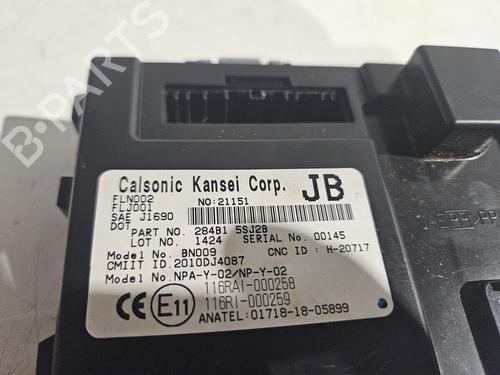 B-PARTS
Calsonic Kansei Corp. JB
FLN002 NO:21151
FLJ001
SAE J1690
DOT
PART NO. 284B1 5SJ2B
LOT NO. 1424 SERIAL No. 00145
Model No. BN009 CNC ID : H-20717
CMIIT ID.2010DJ4087
Model No.NPA-Y-02/NP-Y-02
CE E11 116RAI-000258
116RI-000259
ANATEL:01718-18-05899